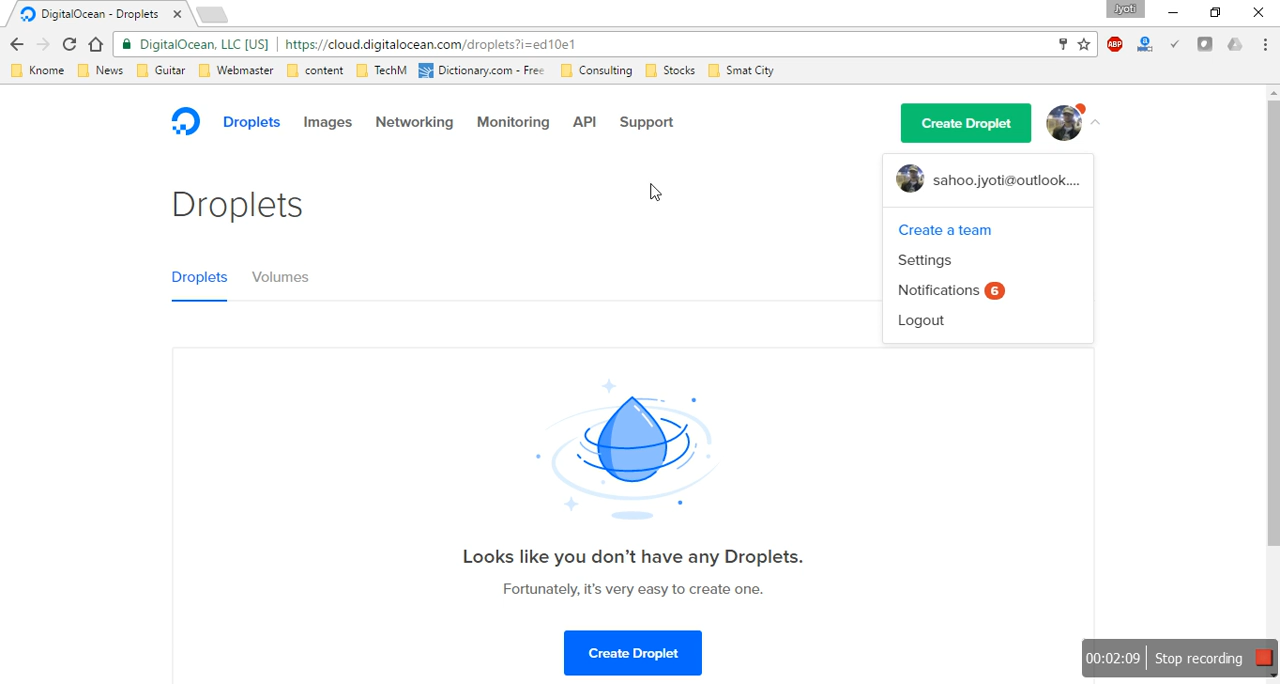 DigitalOcean - Droplets
Jyoti
DigitalOcean, LLC [US] https://cloud.digitalocean.com/droplets?i=ed10e1
ABP
Knome News Guitar Webmaster content TechM Dictionary.com - Free Consulting Stocks Smat City
Droplets Images Networking Monitoring API Support Create Droplet
sahoo.jyoti@outlook....
Droplets
Create a team
Settings
Droplets Volumes
Notifications 6
Logout
Looks like you don't have any Droplets.
Fortunately, it's very easy to create one.
Create Droplet
00:02:09 Stop recording